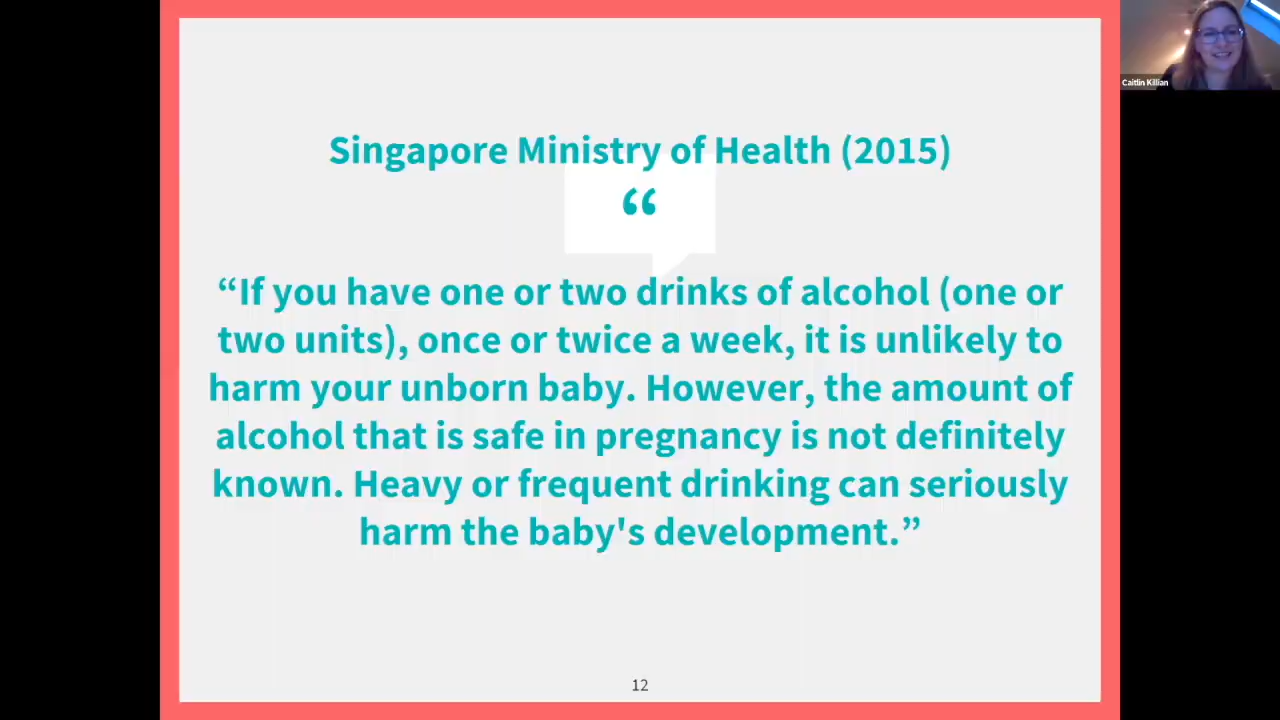 Singapore Ministry of Health (2015)
“
“If you have one or two drinks of alcohol (one or
two units), once or twice a week, it is unlikely to
harm your unborn baby. However, the amount of
alcohol that is safe in pregnancy is not definitely
known. Heavy or frequent drinking can seriously
harm the baby's development.”
12
Caitlin Killian